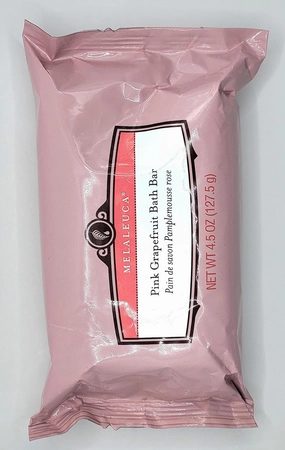 MELALEUCA®
Pink Grapefruit Bath Bar
Pain de savon Pamplemousse rose
NET WT 4.5 OZ (127.5 g)